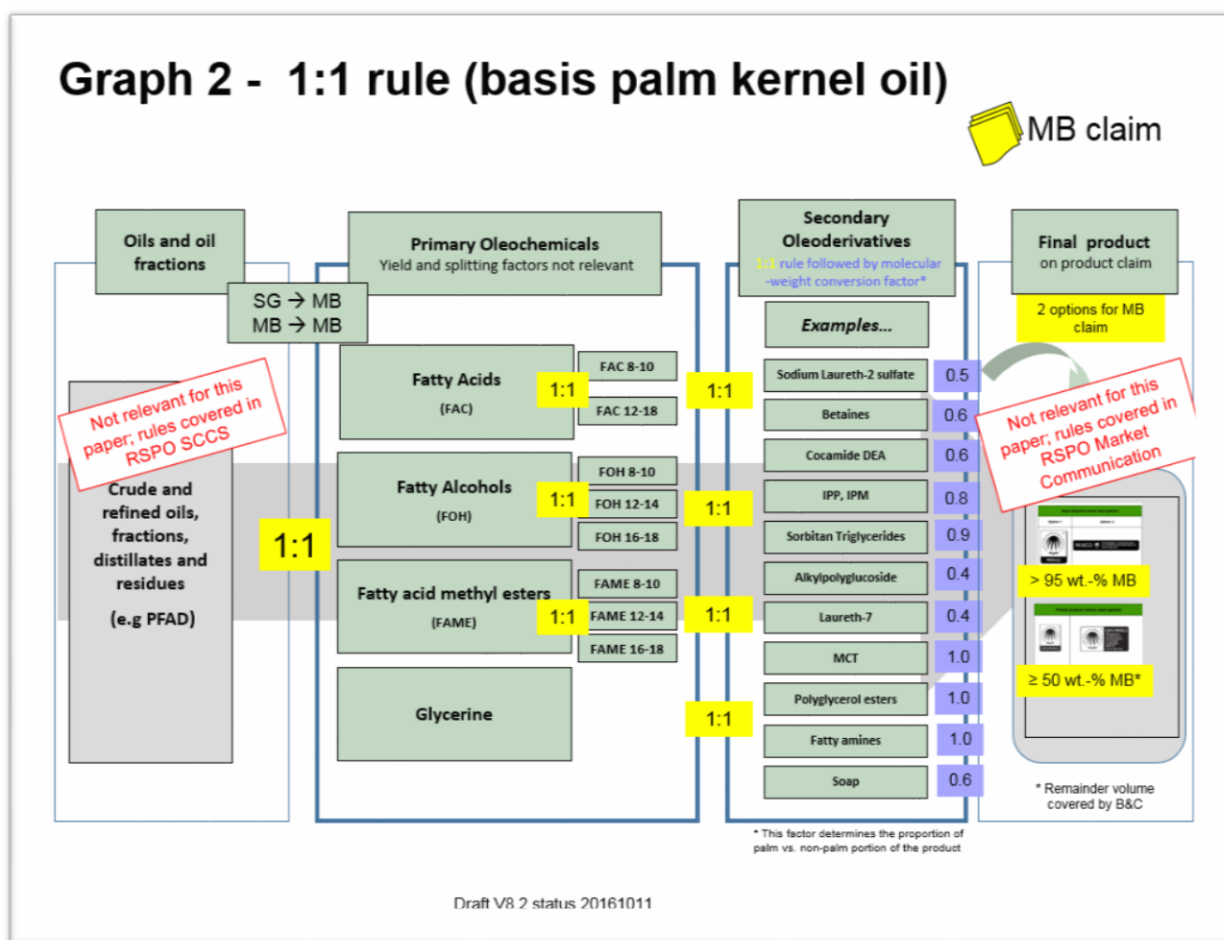 Graph 2 - 1:1 rule (basis palm kernel oil)
MB claim
Oils and oil
fractions
SG → MB
MB → MB
Not relevant for this
paper; rules covered in
RSPO SCCS
Crude and
refined oils,
fractions,
distillates and
residues
(e.g PFAD)
1:1
Primary Oleochemicals
Yield and splitting factors not relevant
Fatty Acids
(FAC)
1:1
FAC 8-10
FAC 12-18
1:1
Fatty Alcohols
(FOH)
1:1
FOH 8-10
FOH 12-14
FOH 16-18
1:1
Fatty acid methyl esters
(FAME)
1:1
FAME 8-10
FAME 12-14
FAME 16-18
1:1
Glycerine
1:1
Secondary
Oleoderivatives
1:1 rule followed by molecular
-weight conversion factor*
Examples...
Sodium Laureth-2 sulfate 0.5
Betaines 0.6
Cocamide DEA 0.6
IPP, IPM 0.8
Sorbitan Triglycerides 0.9
Alkylpolyglucoside 0.4
Laureth-7 0.4
MCT 1.0
Polyglycerol esters 1.0
Fatty amines 1.0
Soap 0.6
* This factor determines the proportion of
palm vs. non-palm portion of the product
Final product
on product claim
2 options for MB
claim
Not relevant for this
paper; rules covered in
RSPO Market
Communication
> 95 wt.-% MB
≥ 50 wt.-% MB*
* Remainder volume
covered by B&C
Draft V8.2 status 20161011